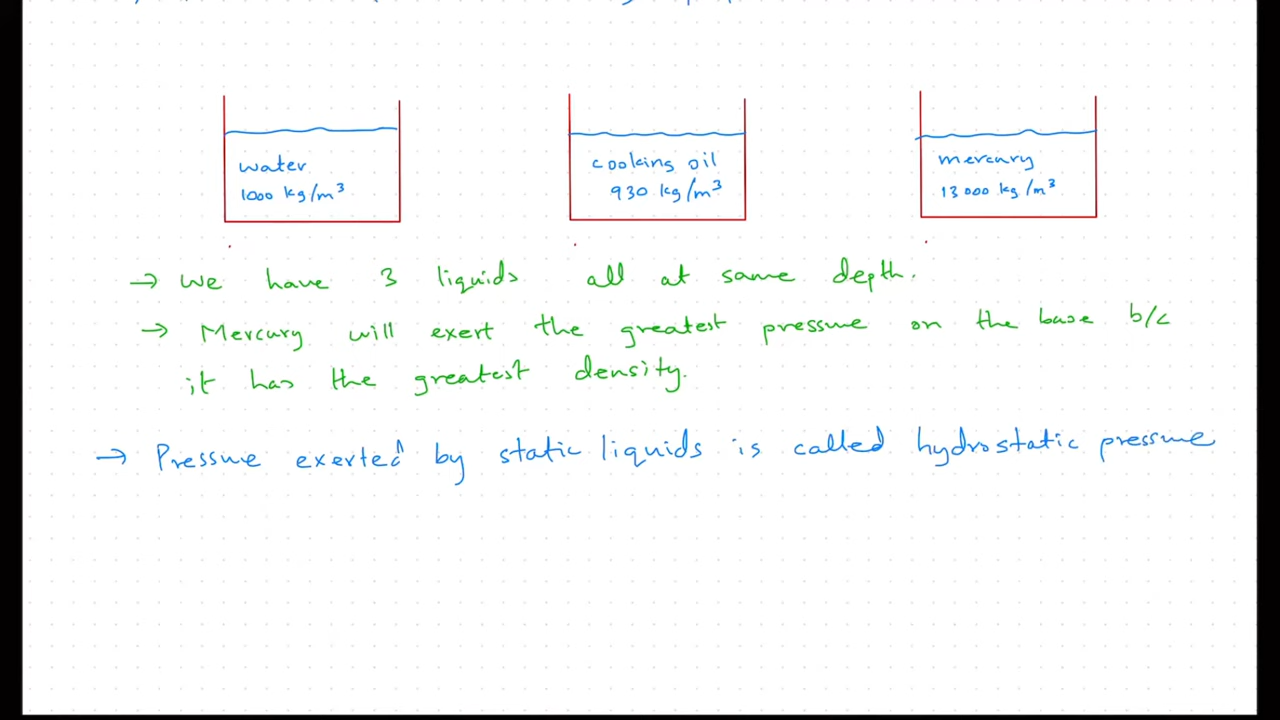 water
1000 kg/m³
cooking oil
930 kg/m³
mercury
13000 kg/m³
→ We have 3 liquids all at same depth.
→ Mercury will exert the greatest pressure on the base b/c
it has the greatest density.
→ Pressure exerted by static liquids is called hydrostatic pressure